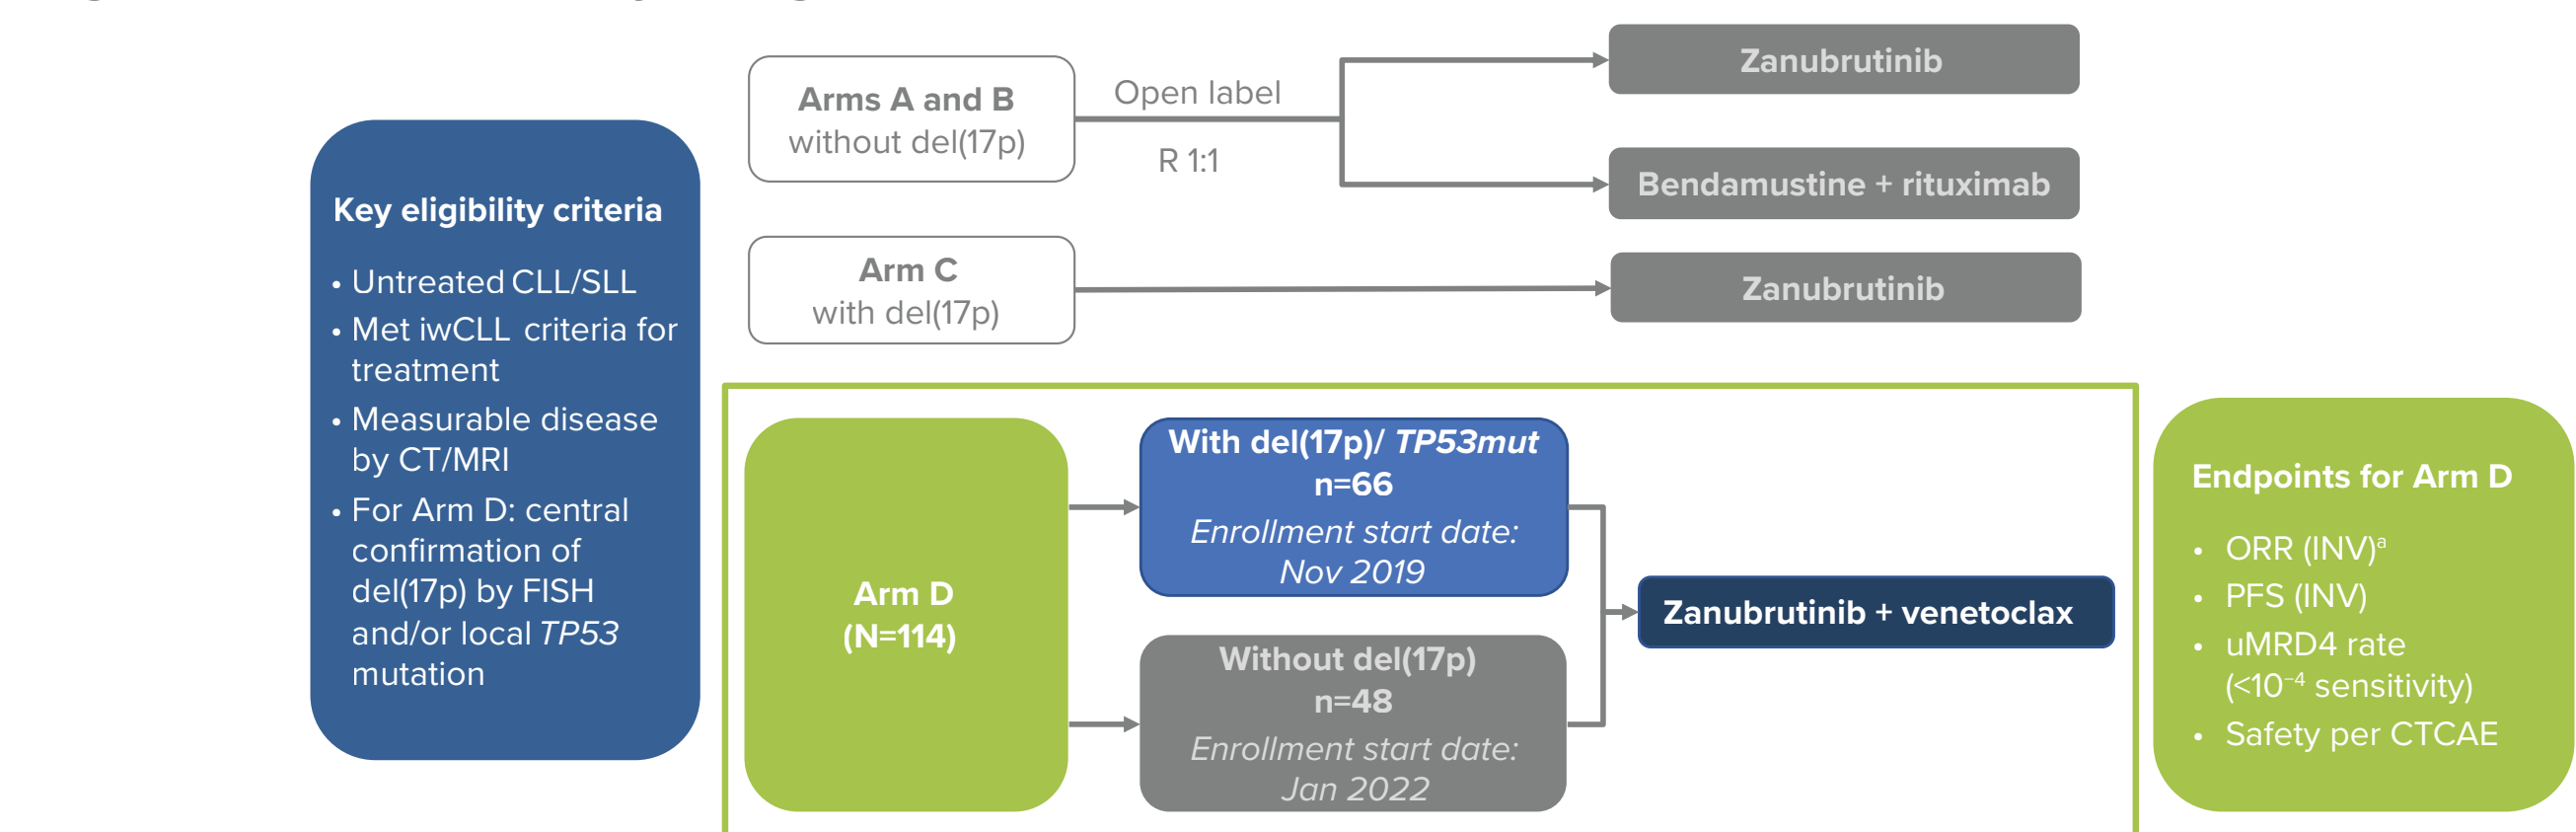 Key eligibility criteria
• Untreated CLL/SLL
• Met iwCLL criteria for
treatment
• Measurable disease
by CT/MRI
• For Arm D: central
confirmation of
del(17p) by FISH
and/or local TP53
mutation
Arms A and B
without del(17p)
Open label
R 1:1
Zanubrutinib
Bendamustine + rituximab
Arm C
with del(17p)
Zanubrutinib
Arm D
(N=114)
With del(17p)/ TP53mut
n=66
Enrollment start date:
Nov 2019
Without del(17p)
n=48
Enrollment start date:
Jan 2022
Zanubrutinib + venetoclax
Endpoints for Arm D
• ORR (INV)ᵃ
• PFS (INV)
• uMRD4 rate
(<10⁻⁴ sensitivity)
• Safety per CTCAE